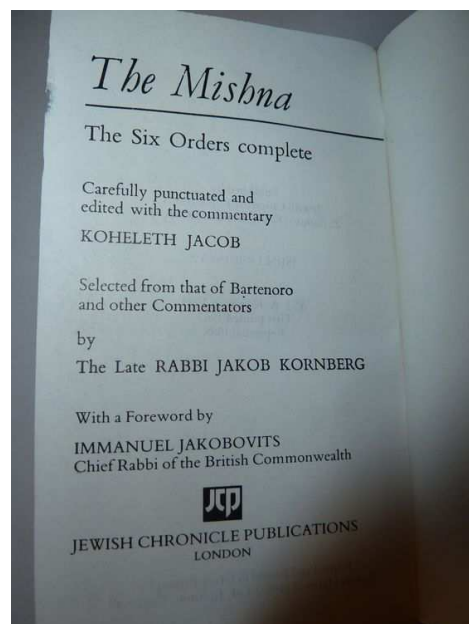 The Mishna
The Six Orders complete
Carefully punctuated and
edited with the commentary
KOHELETH JACOB
Selected from that of Bartenoro
and other Commentators
by
The Late RABBI JAKOB KORNBERG
With a Foreword by
IMMANUEL JAKOBOVITS
Chief Rabbi of the British Commonwealth
JCP
JEWISH CHRONICLE PUBLICATIONS
LONDON